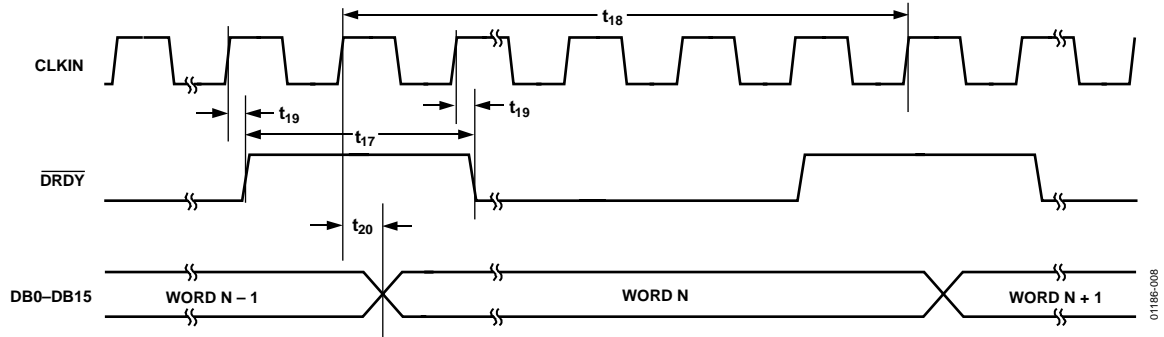 t18
CLKIN
t19
t19
t17
DRDY
t20
DB0–DB15
WORD N – 1
WORD N
WORD N + 1
01186-008